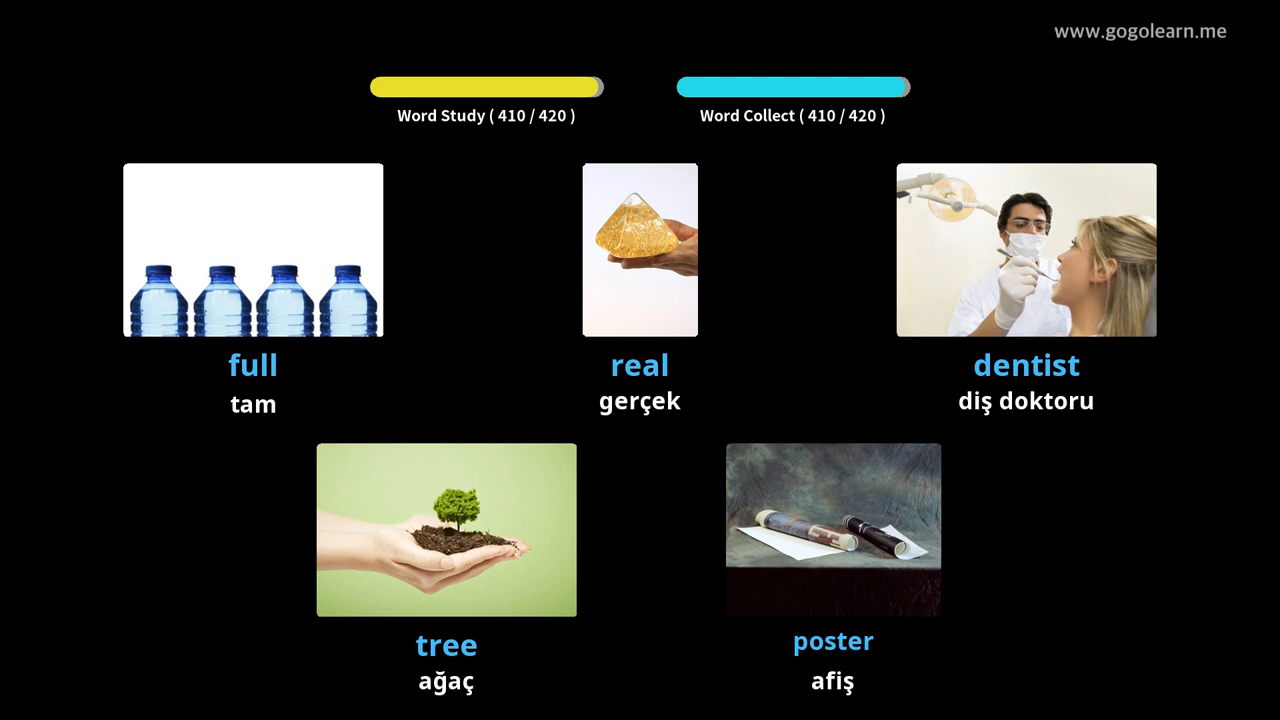 www.gogolearn.me
Word Study ( 410 / 420 )
Word Collect ( 410 / 420 )
full
tam
real
gerçek
dentist
diş doktoru
tree
ağaç
poster
afiş